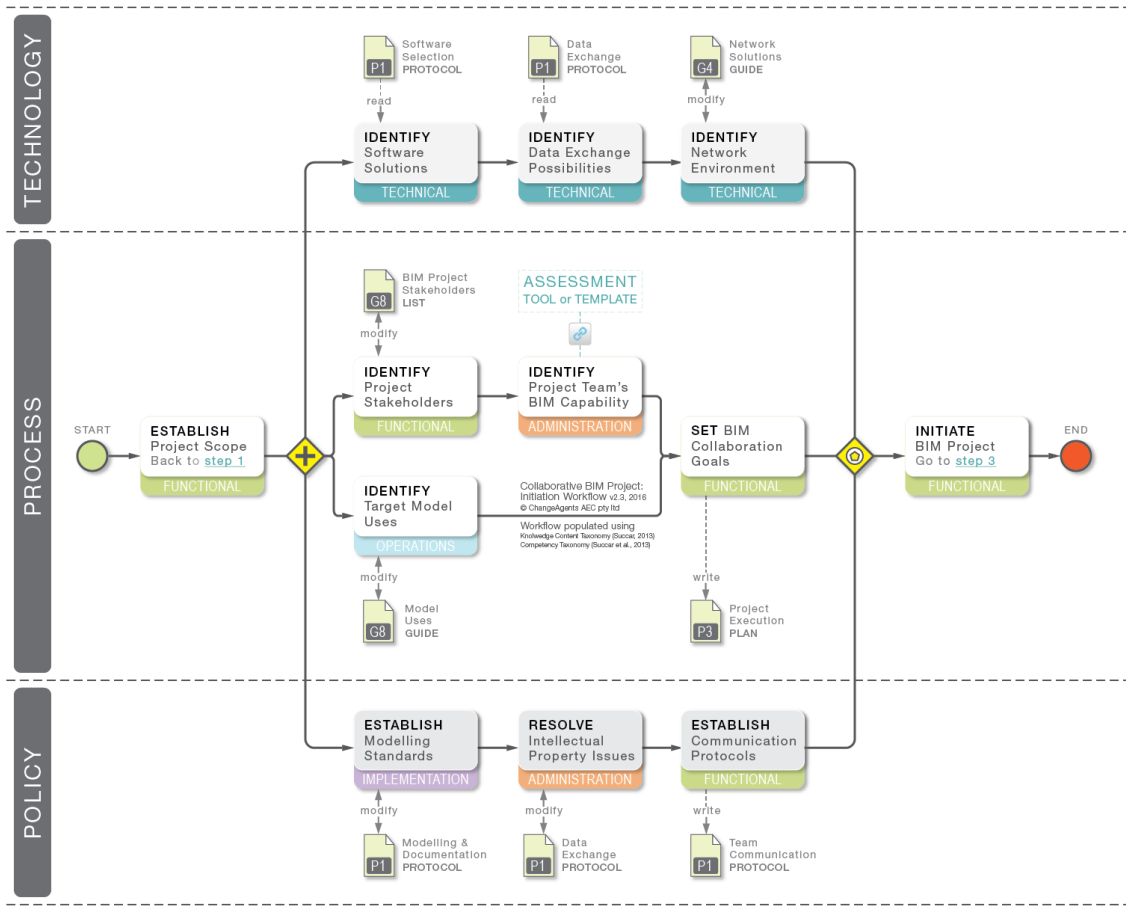 TECHNOLOGY
Software
Selection
PROTOCOL
P1
read
Data
Exchange
PROTOCOL
P1
read
Network
Solutions
GUIDE
G4
modify
IDENTIFY
Software
Solutions
TECHNICAL
IDENTIFY
Data Exchange
Possibilities
TECHNICAL
IDENTIFY
Network
Environment
TECHNICAL
PROCESS
BIM Project
Stakeholders
LIST
G8
modify
ASSESSMENT
TOOL or TEMPLATE
IDENTIFY
Project
Stakeholders
FUNCTIONAL
IDENTIFY
Project Team's
BIM Capability
ADMINISTRATION
START
ESTABLISH
Project Scope
Back to step 1
FUNCTIONAL
SET BIM
Collaboration
Goals
FUNCTIONAL
INITIATE
BIM Project
Go to step 3
FUNCTIONAL
END
IDENTIFY
Target Model
Uses
OPERATIONS
Collaborative BIM Project:
Initiation Workflow v2.3, 2016
© ChangeAgents AEC pty ltd
Workflow populated using
Knolwedge Content Taxonomy (Succar, 2013)
Competency Taxonomy (Succar et al., 2013)
modify
Model
Uses
GUIDE
G8
write
Project
Execution
PLAN
P3
POLICY
ESTABLISH
Modelling
Standards
IMPLEMENTATION
RESOLVE
Intellectual
Property Issues
ADMINISTRATION
ESTABLISH
Communication
Protocols
FUNCTIONAL
modify
Modelling &
Documentation
PROTOCOL
P1
modify
Data
Exchange
PROTOCOL
P1
write
Team
Communication
PROTOCOL
P1